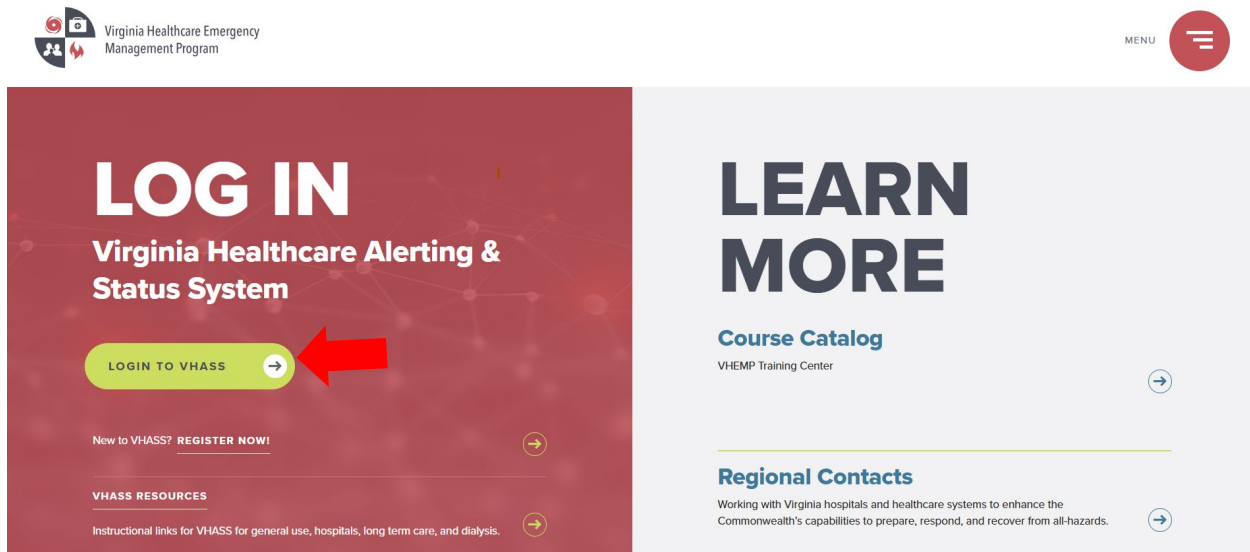 Virginia Healthcare Emergency
Management Program
MENU
LOG IN
Virginia Healthcare Alerting &
Status System
LOGIN TO VHASS
New to VHASS? REGISTER NOW!
VHASS RESOURCES
Instructional links for VHASS for general use, hospitals, long term care, and dialysis.
LEARN
MORE
Course Catalog
VHEMP Training Center
Regional Contacts
Working with Virginia hospitals and healthcare systems to enhance the
Commonwealth's capabilities to prepare, respond, and recover from all-hazards.